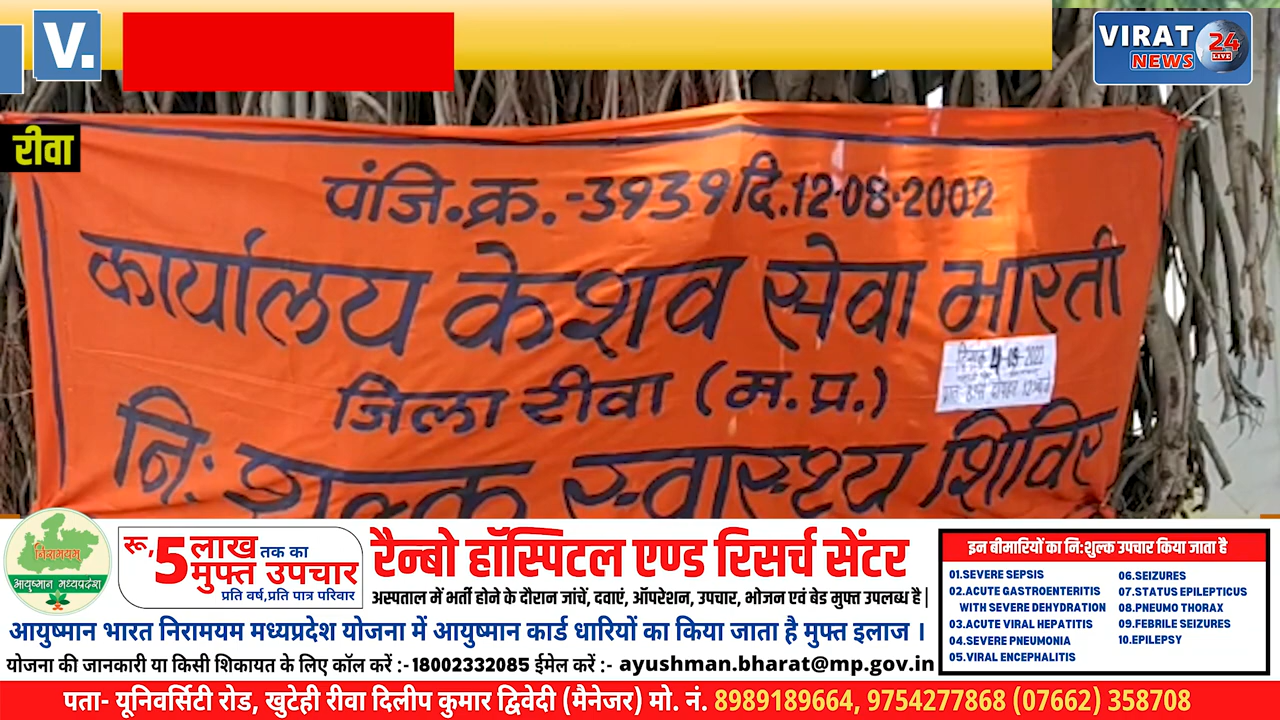 V.
VIRAT
24
LIVE
NEWS
रीवा
पंजि.क्र.-3939 दि.12-08-2002
कार्यालय केशव सेवा भारती
जिला रीवा (म.प्र.)
दिनांक 4-09-2022
नि:शुल्क स्वास्थ्य शिविर
निरामयम्
आयुष्मान मध्यप्रदेश
रू, 5 लाख तक का
मुफ्त उपचार
प्रति वर्ष, प्रति पात्र परिवार
रैन्बो हॉस्पिटल एण्ड रिसर्च सेंटर
अस्पताल में भर्ती होने के दौरान जांचें, दवाएं, ऑपरेशन, उपचार, भोजन एवं बेड मुफ्त उपलब्ध है|
आयुष्मान भारत निरामयम मध्यप्रदेश योजना में आयुष्मान कार्ड धारियों का किया जाता है मुफ्त इलाज ।
योजना की जानकारी या किसी शिकायत के लिए कॉल करें :- 18002332085 ईमेल करें :- ayushman.bharat@mp.gov.in
इन बीमारियों का नि:शुल्क उपचार किया जाता है
01.SEVERE SEPSIS
02.ACUTE GASTROENTERITIS
WITH SEVERE DEHYDRATION
03.ACUTE VIRAL HEPATITIS
04.SEVERE PNEUMONIA
05.VIRAL ENCEPHALITIS
06.SEIZURES
07.STATUS EPILEPTICUS
08.PNEUMO THORAX
09.FEBRILE SEIZURES
10.EPILEPSY
पता- यूनिवर्सिटी रोड, खुटेही रीवा दिलीप कुमार द्विवेदी (मैनेजर) मो. नं. 8989189664, 9754277868 (07662) 358708